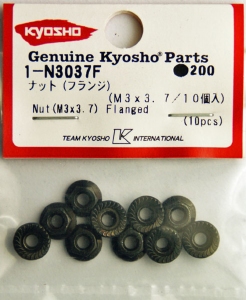 KYOSHO
Genuine Kyosho® Parts
1-N3037F ●200
ナット(フランジ)
(M3x3.7/10個入)
Nut(M3x3.7) Flanged
(10pcs)
TEAM KYOSHO K INTERNATIONAL